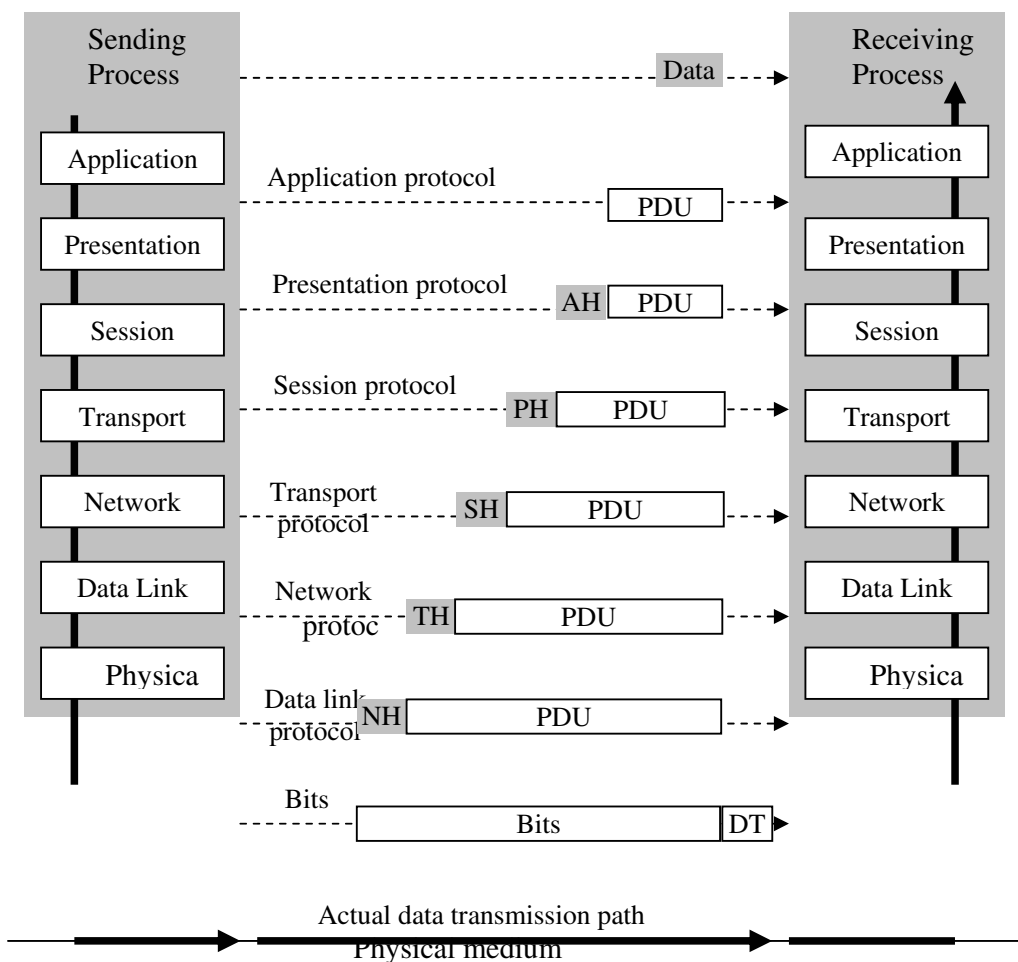 Sending
Process
Data
Receiving
Process
Application
Application protocol
PDU
Application
Presentation
Presentation protocol
AH PDU
Presentation
Session
Session protocol
PH PDU
Session
Transport
Transport
protocol
SH PDU
Transport
Network
Network
protoc
TH PDU
Network
Data Link
Data link
protocol
NH PDU
Data Link
Physica
Bits
Bits DT
Physica
Actual data transmission path
Physical medium